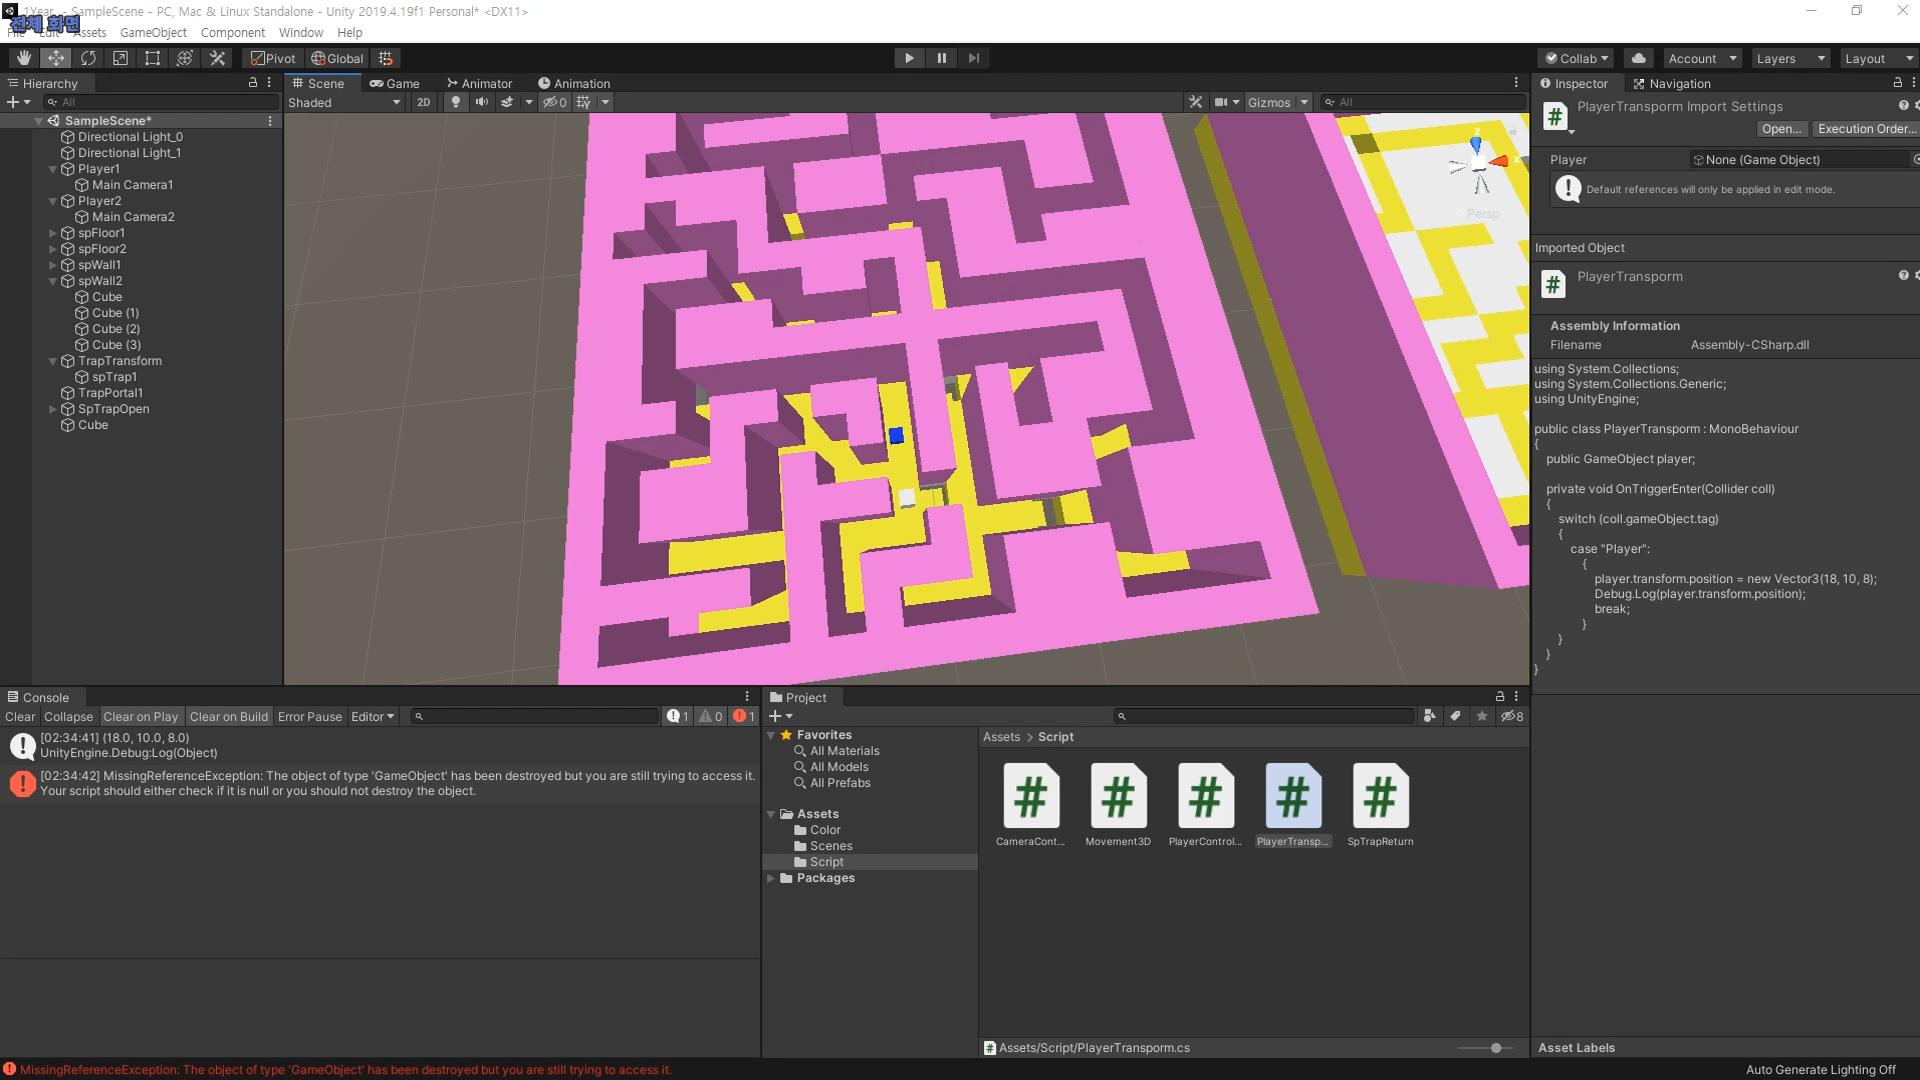 1Year_ - SampleScene - PC, Mac & Linux Standalone - Unity 2019.4.19f1 Personal* <DX11>
전체 화면
File Edit Assets GameObject Component Window Help
Pivot Global
Collab Account Layers Layout
Hierarchy
All
SampleScene*
Directional Light_0
Directional Light_1
Player1
Main Camera1
Player2
Main Camera2
spFloor1
spFloor2
spWall1
spWall2
Cube
Cube (1)
Cube (2)
Cube (3)
TrapTransform
spTrap1
TrapPortal1
SpTrapOpen
Cube
Scene Game Animator Animation
Shaded 2D 0 Gizmos All
z
x
Persp
Inspector Navigation
PlayerTransporm Import Settings
Open... Execution Order...
Player None (Game Object)
Default references will only be applied in edit mode.
Imported Object
PlayerTransporm
Assembly Information
Filename Assembly-CSharp.dll
using System.Collections;
using System.Collections.Generic;
using UnityEngine;
public class PlayerTransporm : MonoBehaviour
{
public GameObject player;
private void OnTriggerEnter(Collider coll)
{
switch (coll.gameObject.tag)
{
case "Player":
{
player.transform.position = new Vector3(18, 10, 8);
Debug.Log(player.transform.position);
break;
}
}
}
}
Asset Labels
Console
Clear Collapse Clear on Play Clear on Build Error Pause Editor 1 0 1
[02:34:41] (18.0, 10.0, 8.0)
UnityEngine.Debug:Log(Object)
[02:34:42] MissingReferenceException: The object of type 'GameObject' has been destroyed but you are still trying to access it.
Your script should either check if it is null or you should not destroy the object.
Project
8
Favorites
All Materials
All Models
All Prefabs
Assets
Color
Scenes
Script
Packages
Assets > Script
CameraCont... Movement3D PlayerControl... PlayerTransp... SpTrapReturn
Assets/Script/PlayerTransporm.cs
MissingReferenceException: The object of type 'GameObject' has been destroyed but you are still trying to access it.
Auto Generate Lighting Off